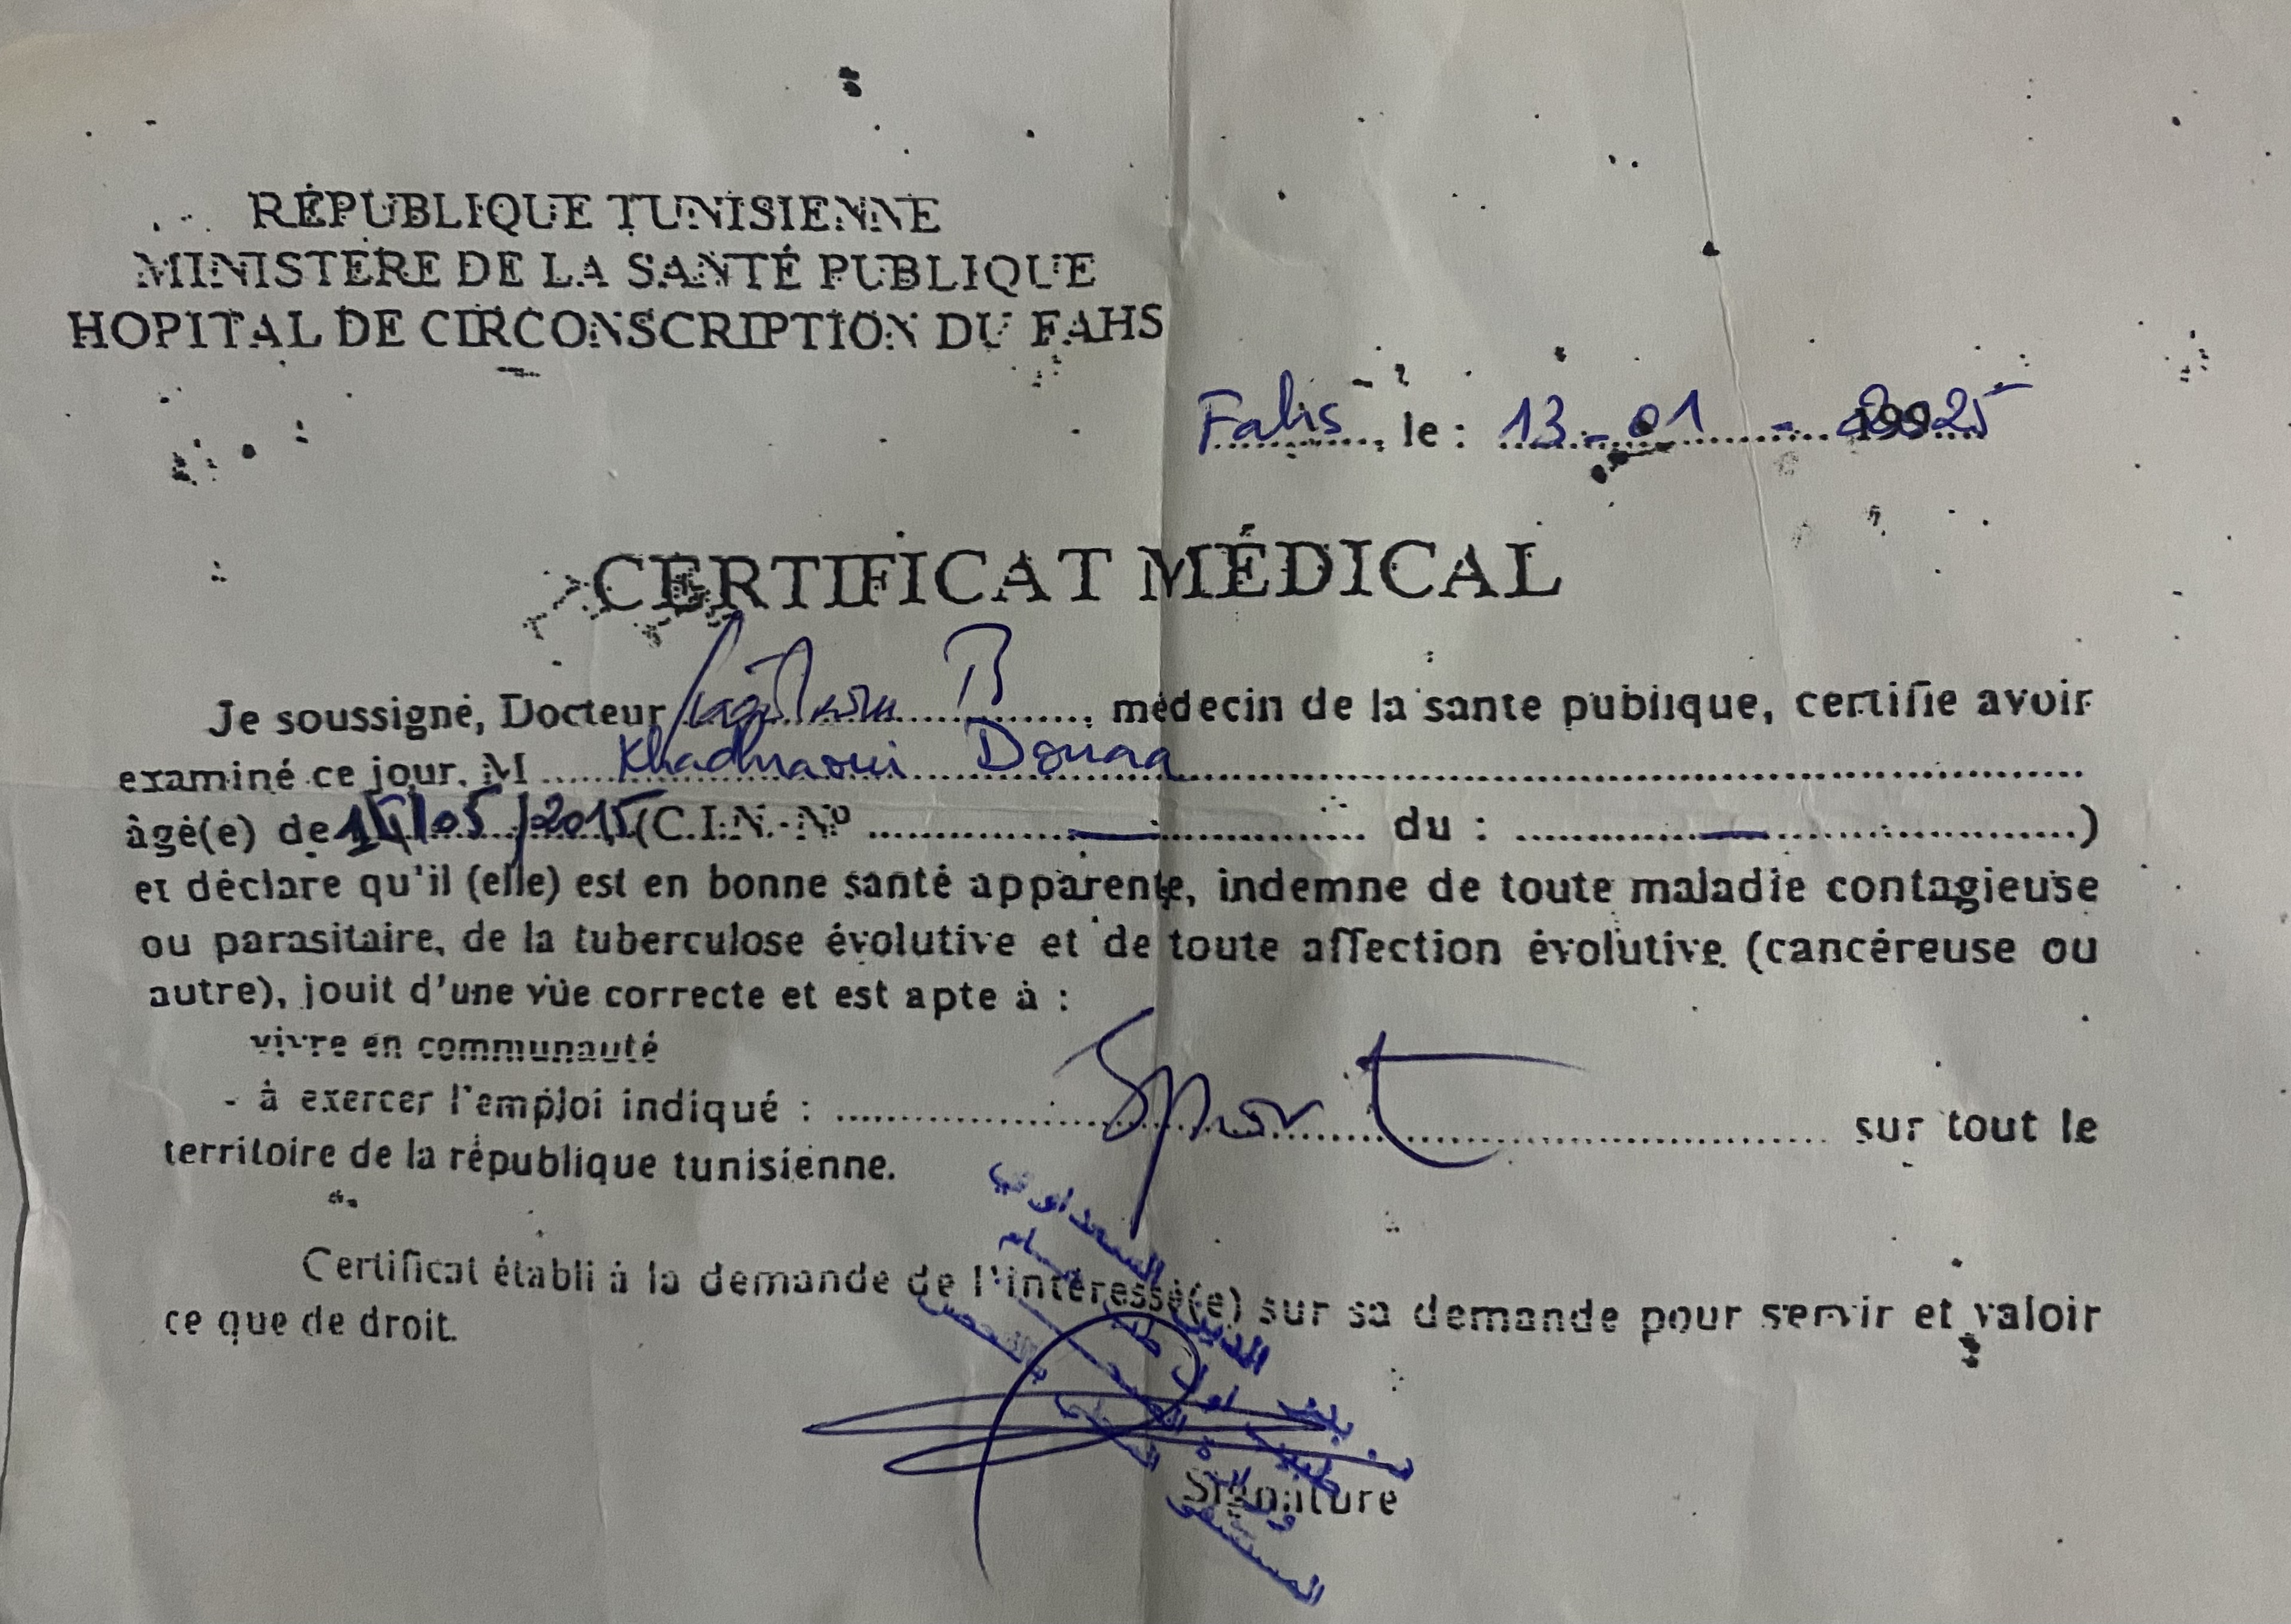 RÉPUBLIQUE TUNISIENNE
MINISTERE DE LA SANTÉ PUBLIQUE
HOPITAL DE CIRCONSCRIPTION DU FAHS
Fahs, le : 13-01-2025
CERTIFICAT MÉDICAL
Je soussigné, Docteur B, médecin de la sante publique, certifie avoir
examiné ce jour, M Khadhraoui Douaa
âgé(e) de /05/2015 (C.I.N.-Nº — du : —)
et déclare qu'il (elle) est en bonne santé apparente, indemne de toute maladie contagieuse
ou parasitaire, de la tuberculose évolutive et de toute affection évolutive (cancéreuse ou
autre), jouit d'une vue correcte et est apte à :
vivre en communauté
- à exercer l'emploi indiqué : Sport sur tout le
territoire de la république tunisienne.
Certificat établi à la demande de l'intéressé(e) sur sa demande pour servir et valoir
ce que de droit.
Signature